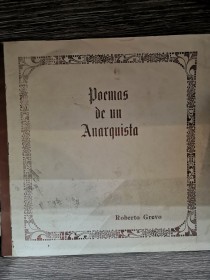 Poemas
de un
Anarquista
Roberto Gravo